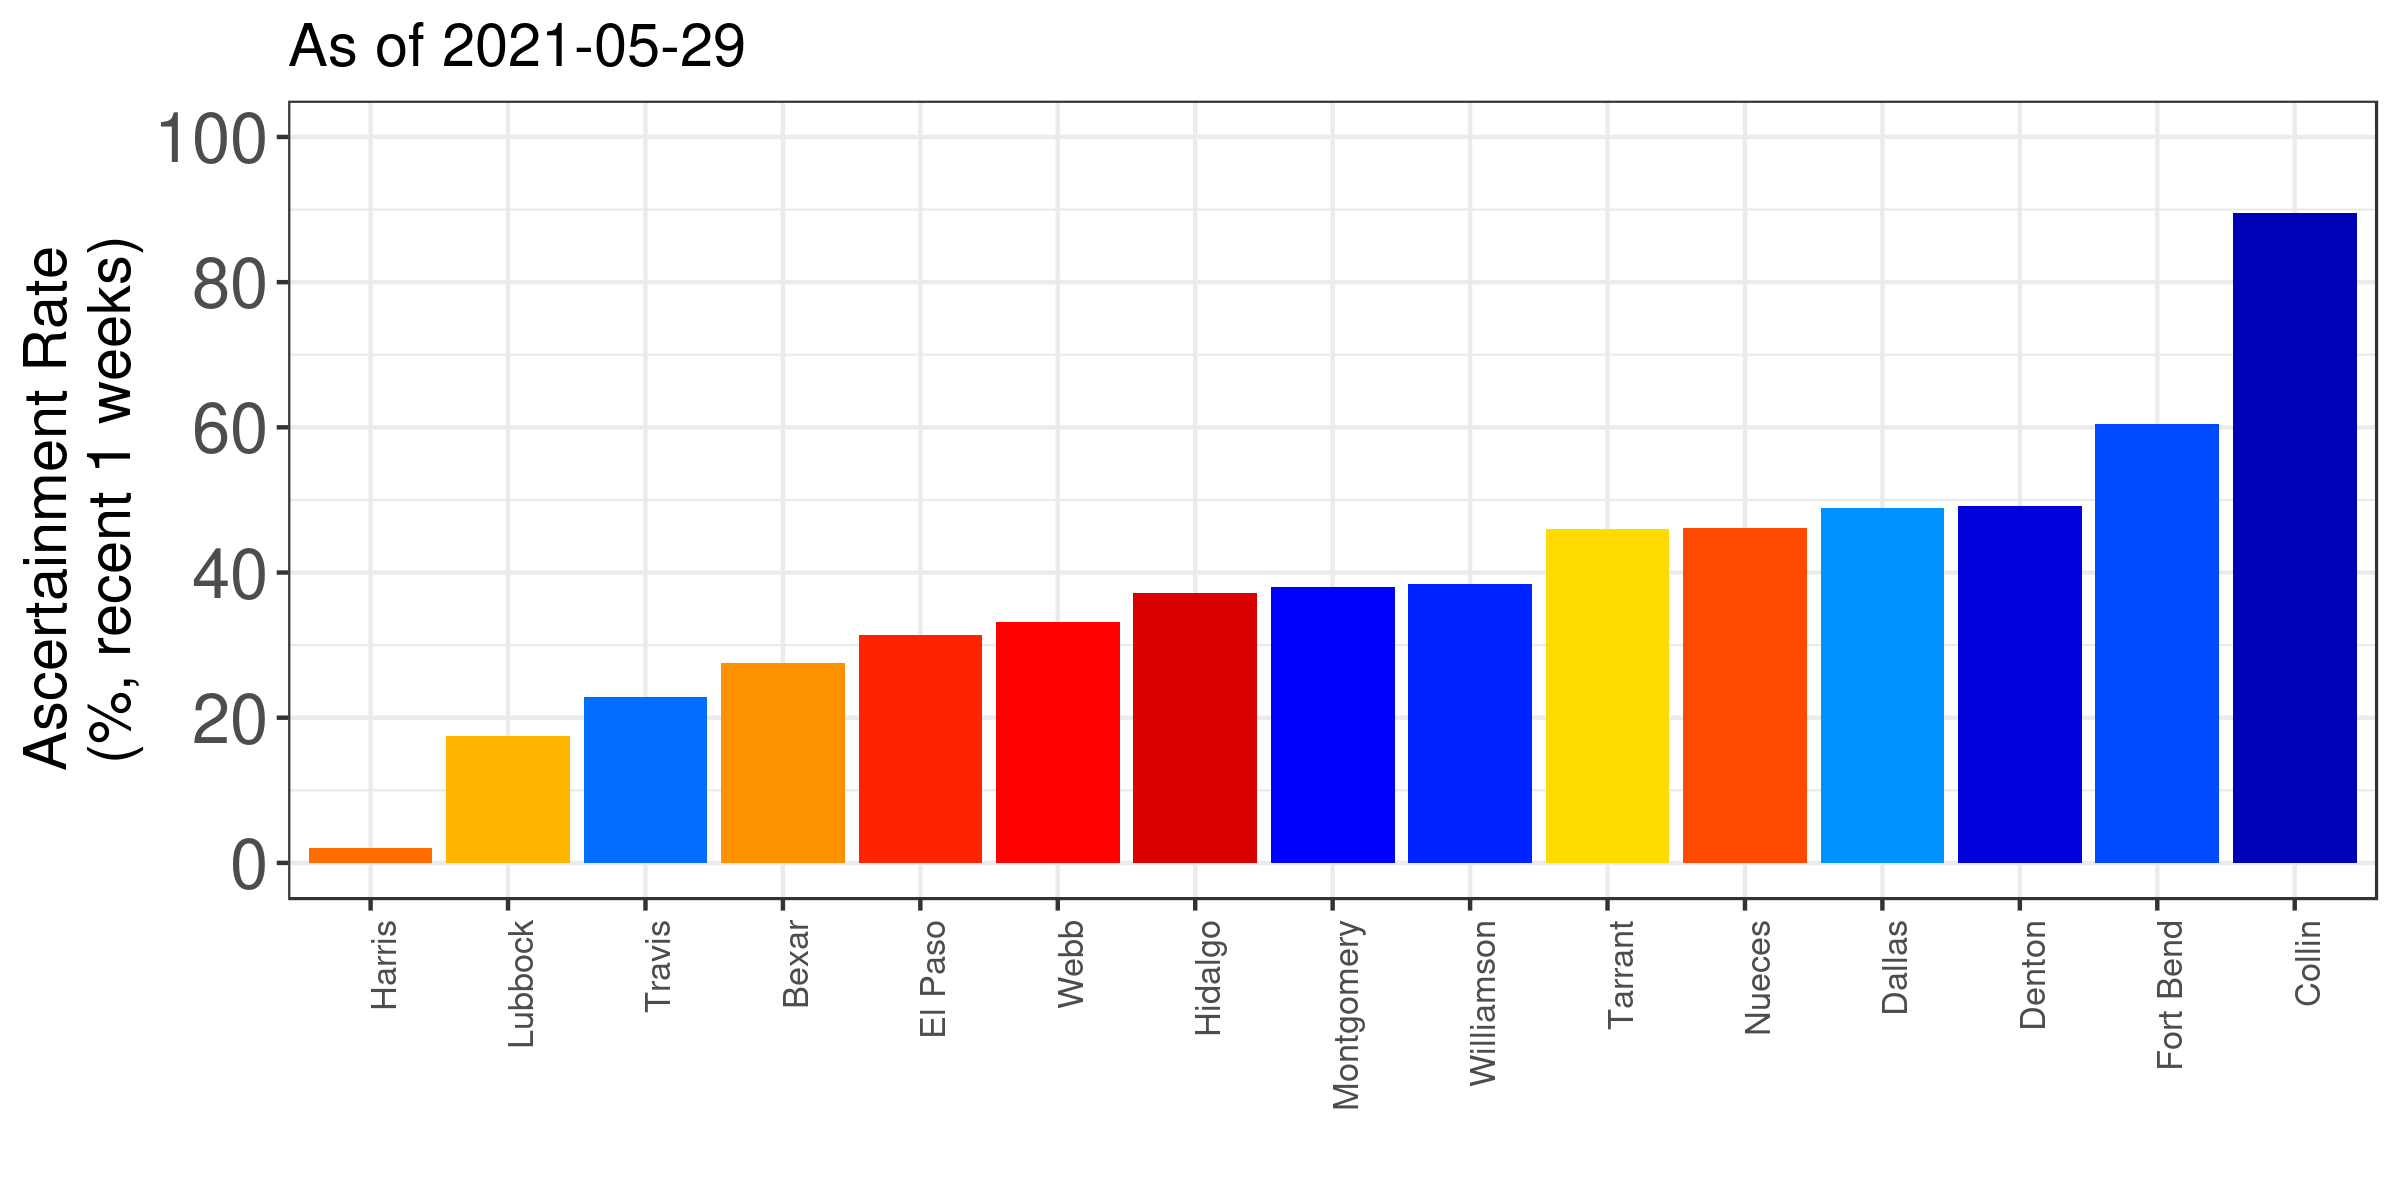 As of 2021-05-29
Ascertainment Rate
(%, recent 1 weeks)
100
80
60
40
20
0
Harris
Lubbock
Travis
Bexar
El Paso
Webb
Hidalgo
Montgomery
Williamson
Tarrant
Nueces
Dallas
Denton
Fort Bend
Collin